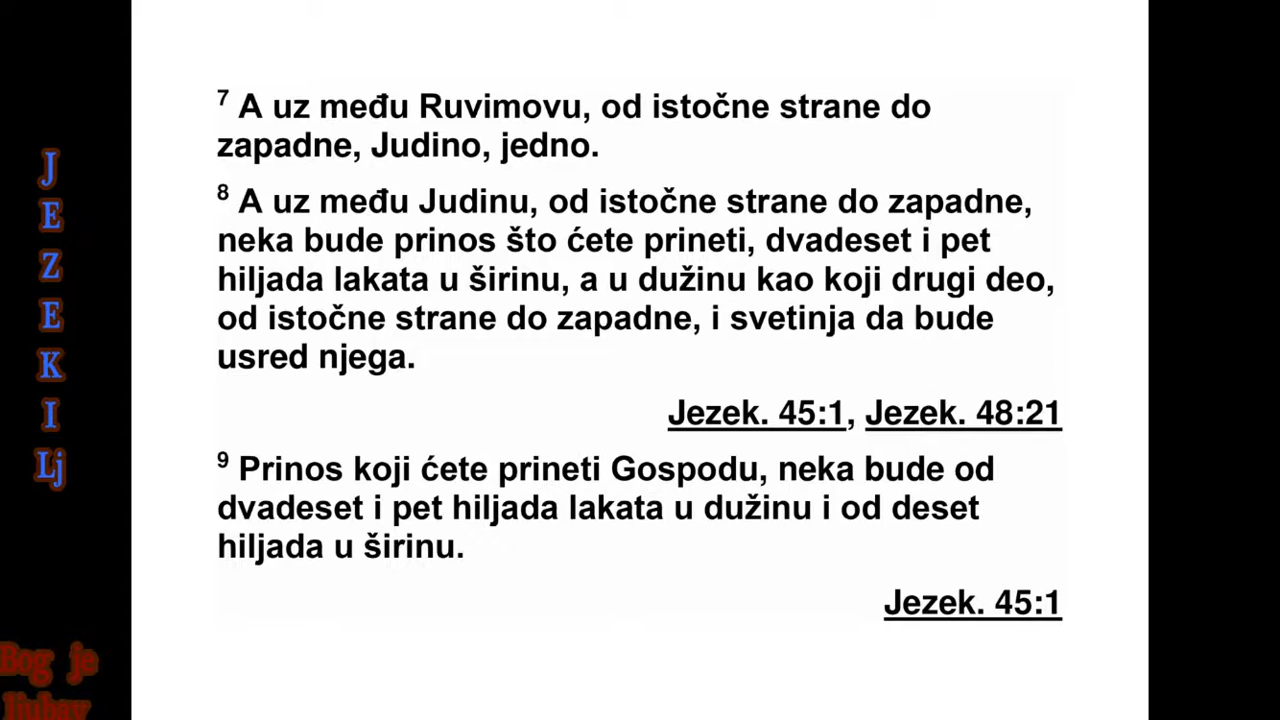 J
E
Z
E
K
I
Lj
Bog je
ljubav
7 A uz među Ruvimovu, od istočne strane do
zapadne, Judino, jedno.
8 A uz među Judinu, od istočne strane do zapadne,
neka bude prinos što ćete prineti, dvadeset i pet
hiljada lakata u širinu, a u dužinu kao koji drugi deo,
od istočne strane do zapadne, i svetinja da bude
usred njega.
Jezek. 45:1, Jezek. 48:21
9 Prinos koji ćete prineti Gospodu, neka bude od
dvadeset i pet hiljada lakata u dužinu i od deset
hiljada u širinu.
Jezek. 45:1